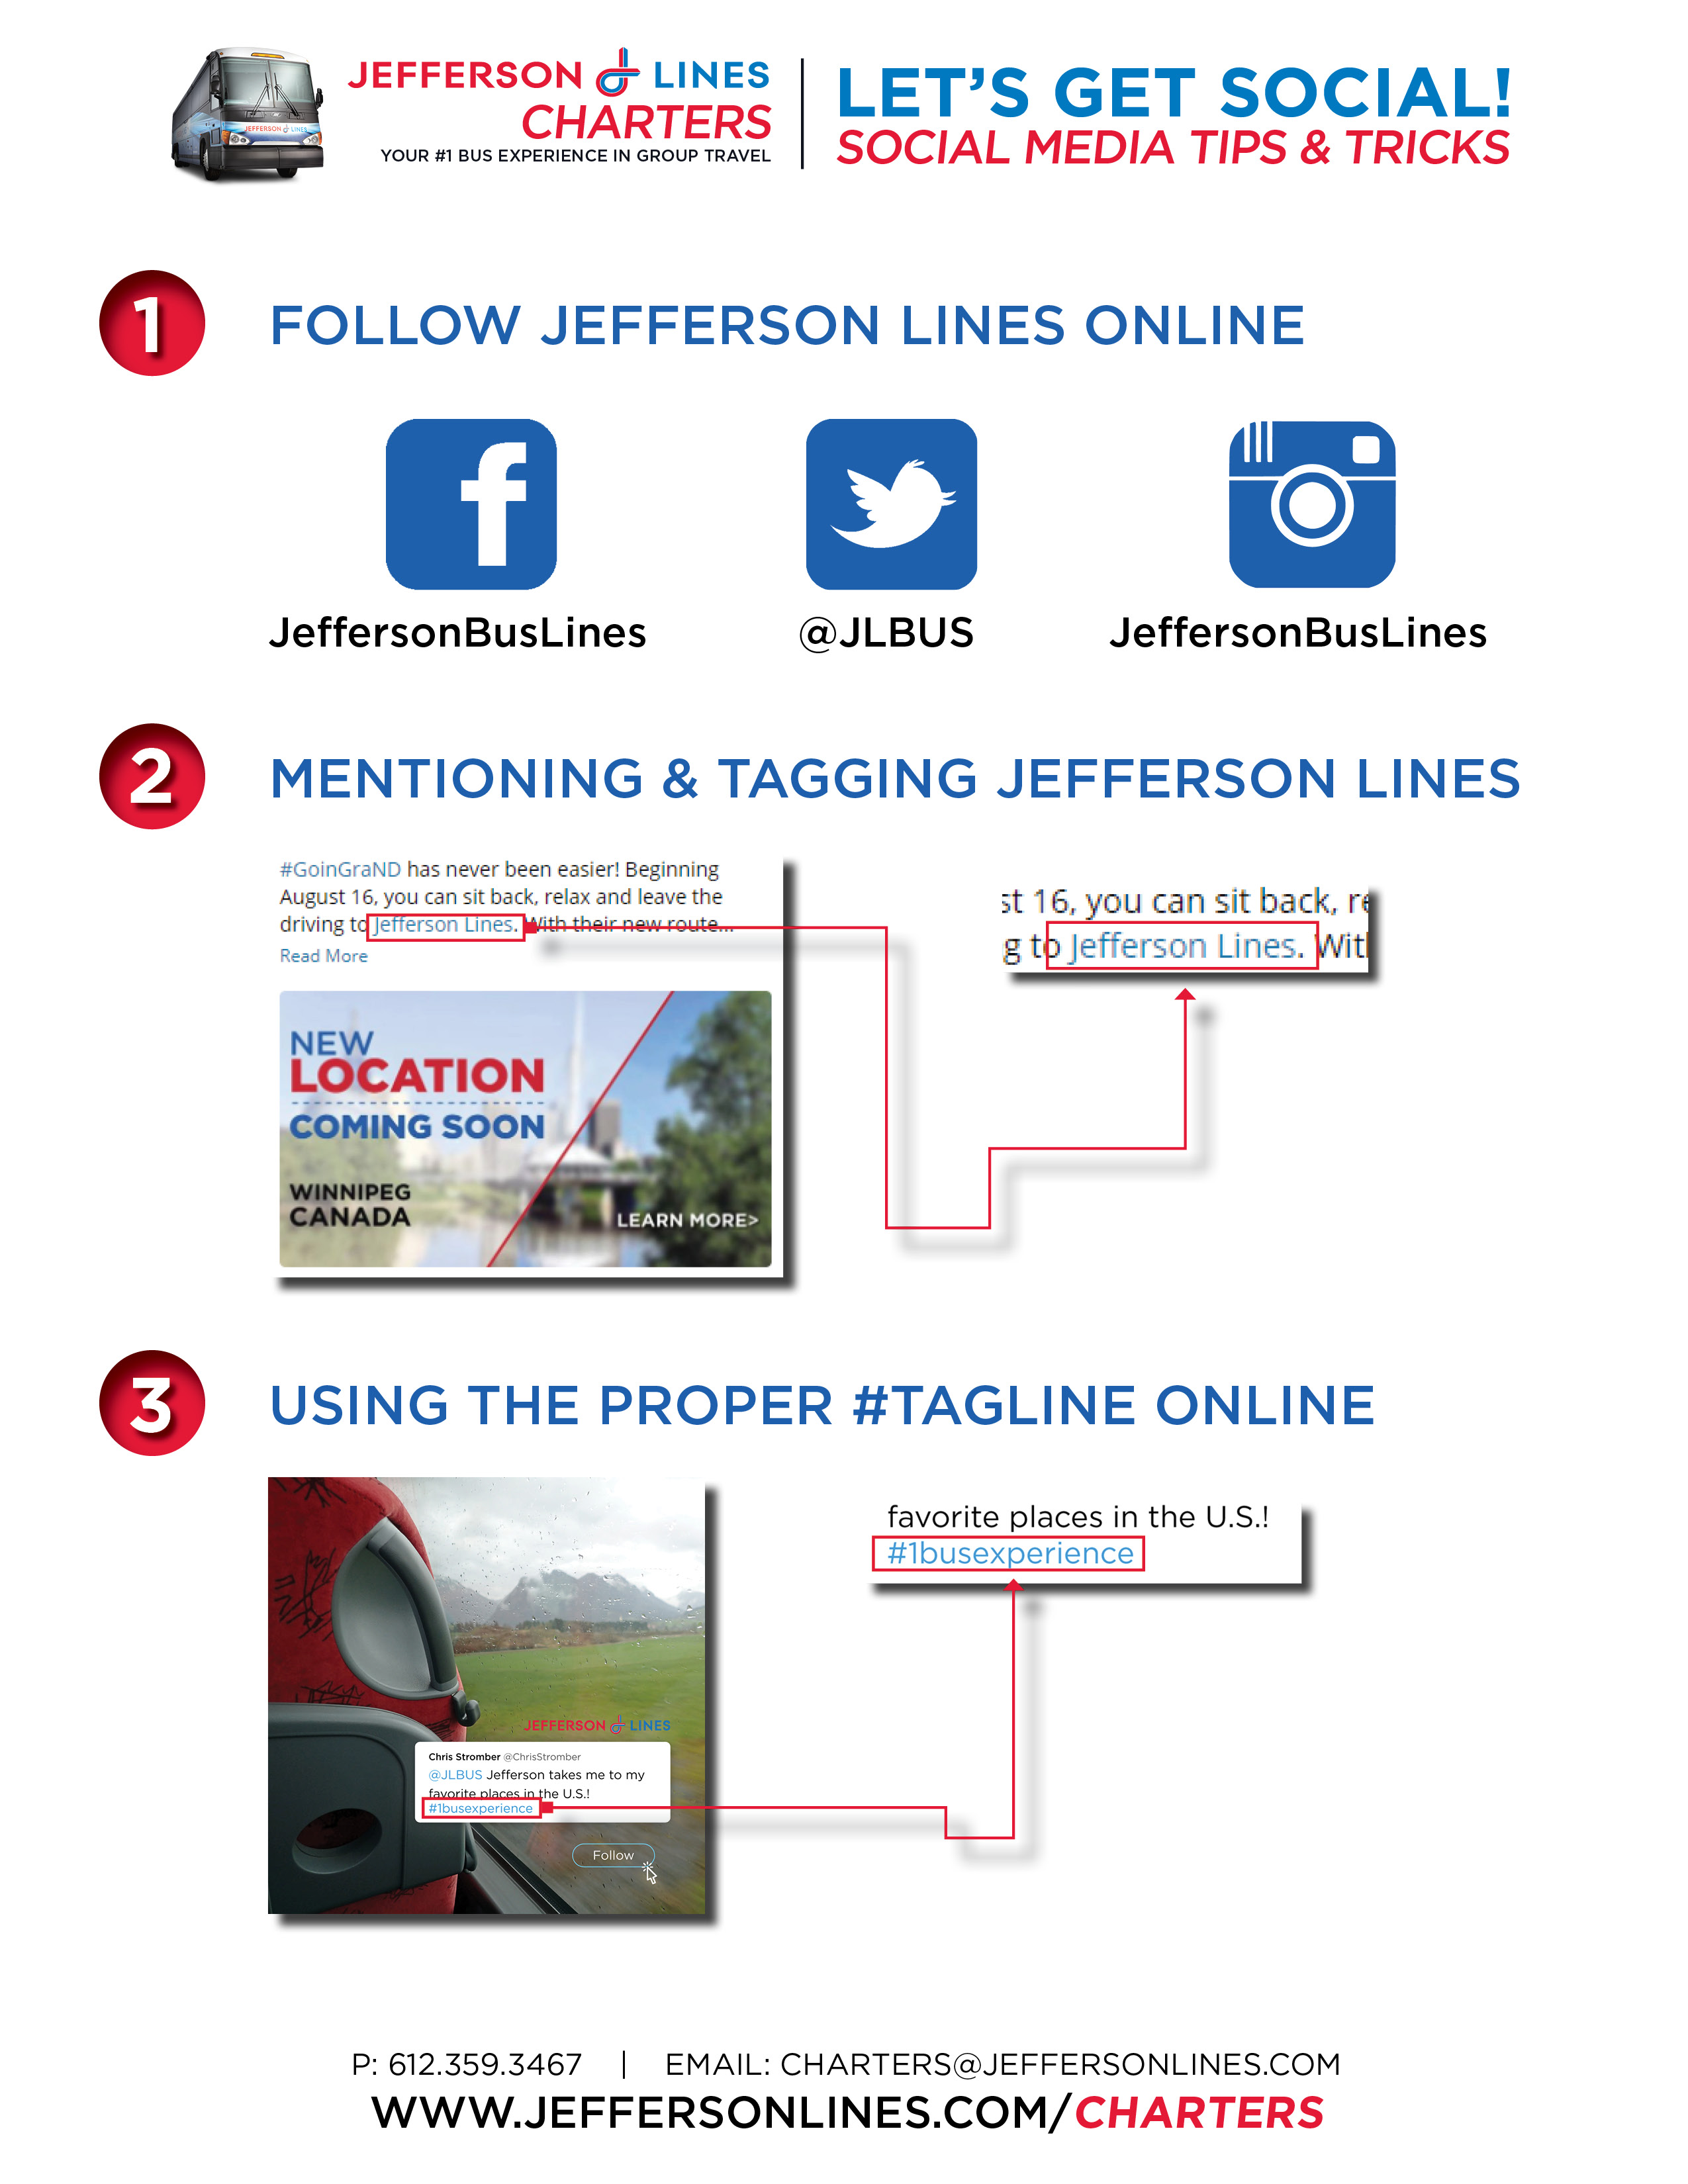 JEFFERSON LINES
CHARTERS
YOUR #1 BUS EXPERIENCE IN GROUP TRAVEL
JEFFERSON LINES
LET'S GET SOCIAL!
SOCIAL MEDIA TIPS & TRICKS
1
FOLLOW JEFFERSON LINES ONLINE
f
JeffersonBusLines
@JLBUS
JeffersonBusLines
2
MENTIONING & TAGGING JEFFERSON LINES
#GoinGraND has never been easier! Beginning
August 16, you can sit back, relax and leave the
driving to Jefferson Lines. With their new route...
Read More
NEW
LOCATION
COMING SOON
WINNIPEG
CANADA
LEARN MORE>
st 16, you can sit back, re
g to Jefferson Lines. With
3
USING THE PROPER #TAGLINE ONLINE
JEFFERSON LINES
Chris Stromber @ChrisStromber
@JLBUS Jefferson takes me to my
favorite places in the U.S.!
#1busexperience
Follow
favorite places in the U.S.!
#1busexperience
P: 612.359.3467 | EMAIL: CHARTERS@JEFFERSONLINES.COM
WWW.JEFFERSONLINES.COM/CHARTERS